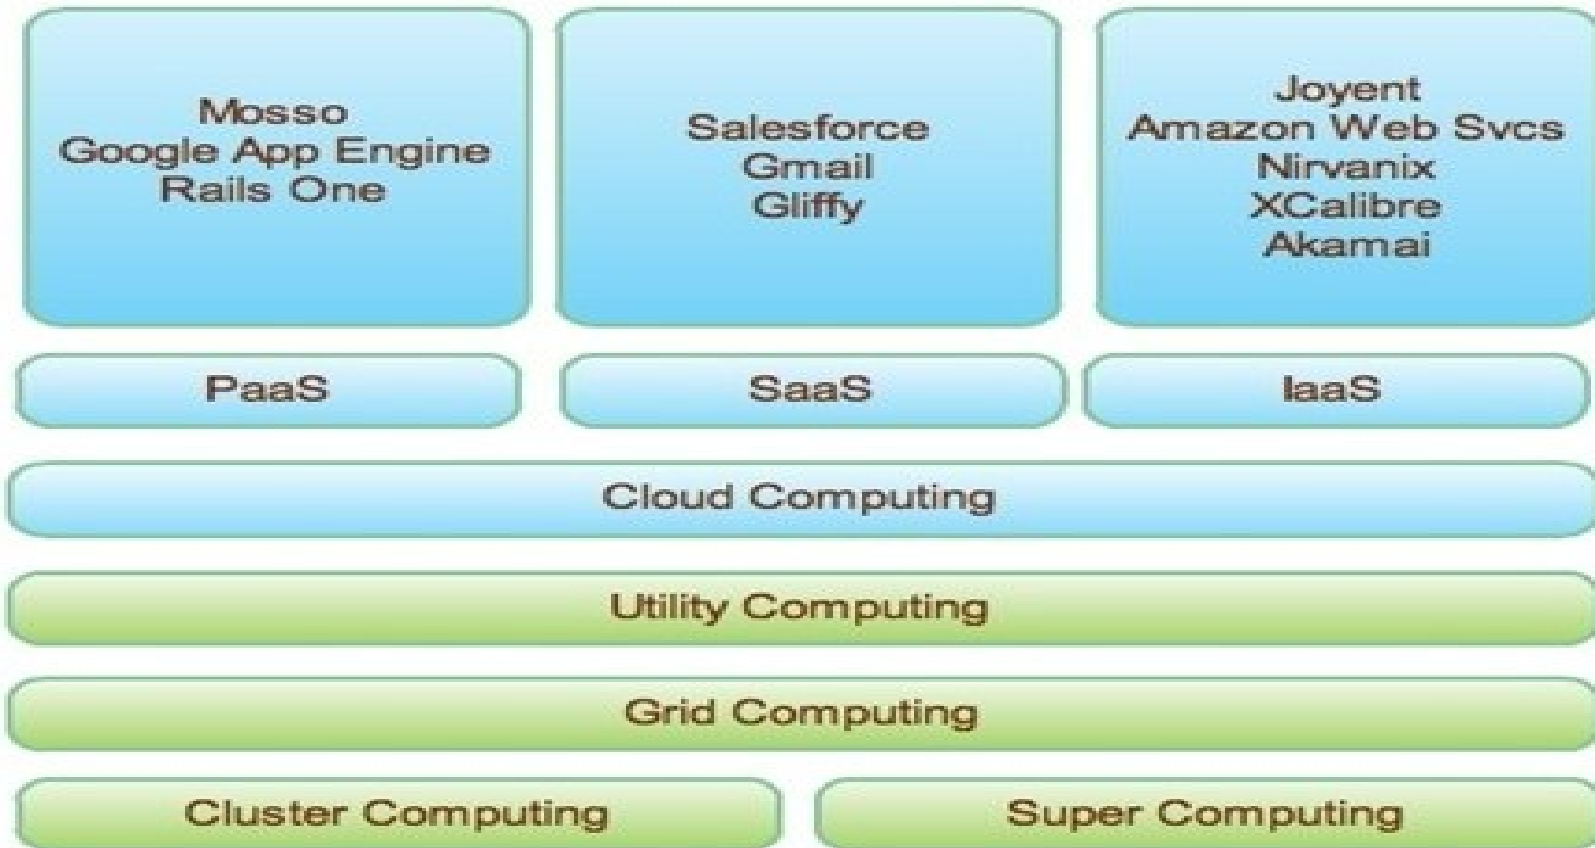 Mosso
Google App Engine
Rails One
Salesforce
Gmail
Gliffy
Joyent
Amazon Web Svcs
Nirvanix
XCalibre
Akamai
PaaS
SaaS
IaaS
Cloud Computing
Utility Computing
Grid Computing
Cluster Computing
Super Computing